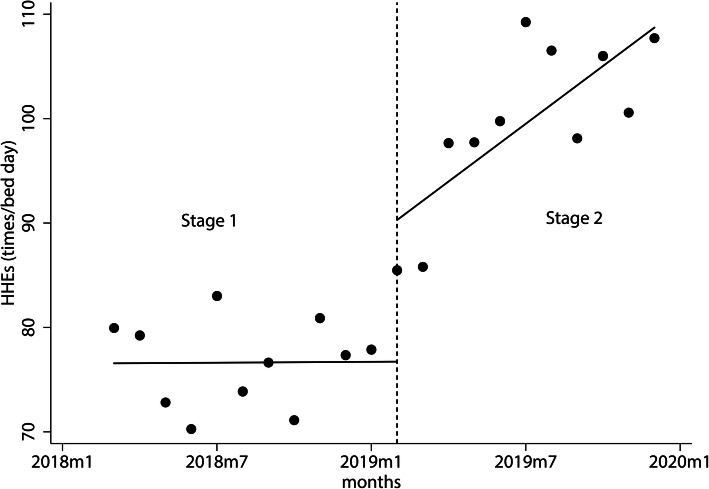 HHEs (times/bed day)
110
100
90
80
70
Stage 1
Stage 2
2018m1 2018m7 2019m1 2019m7 2020m1
months